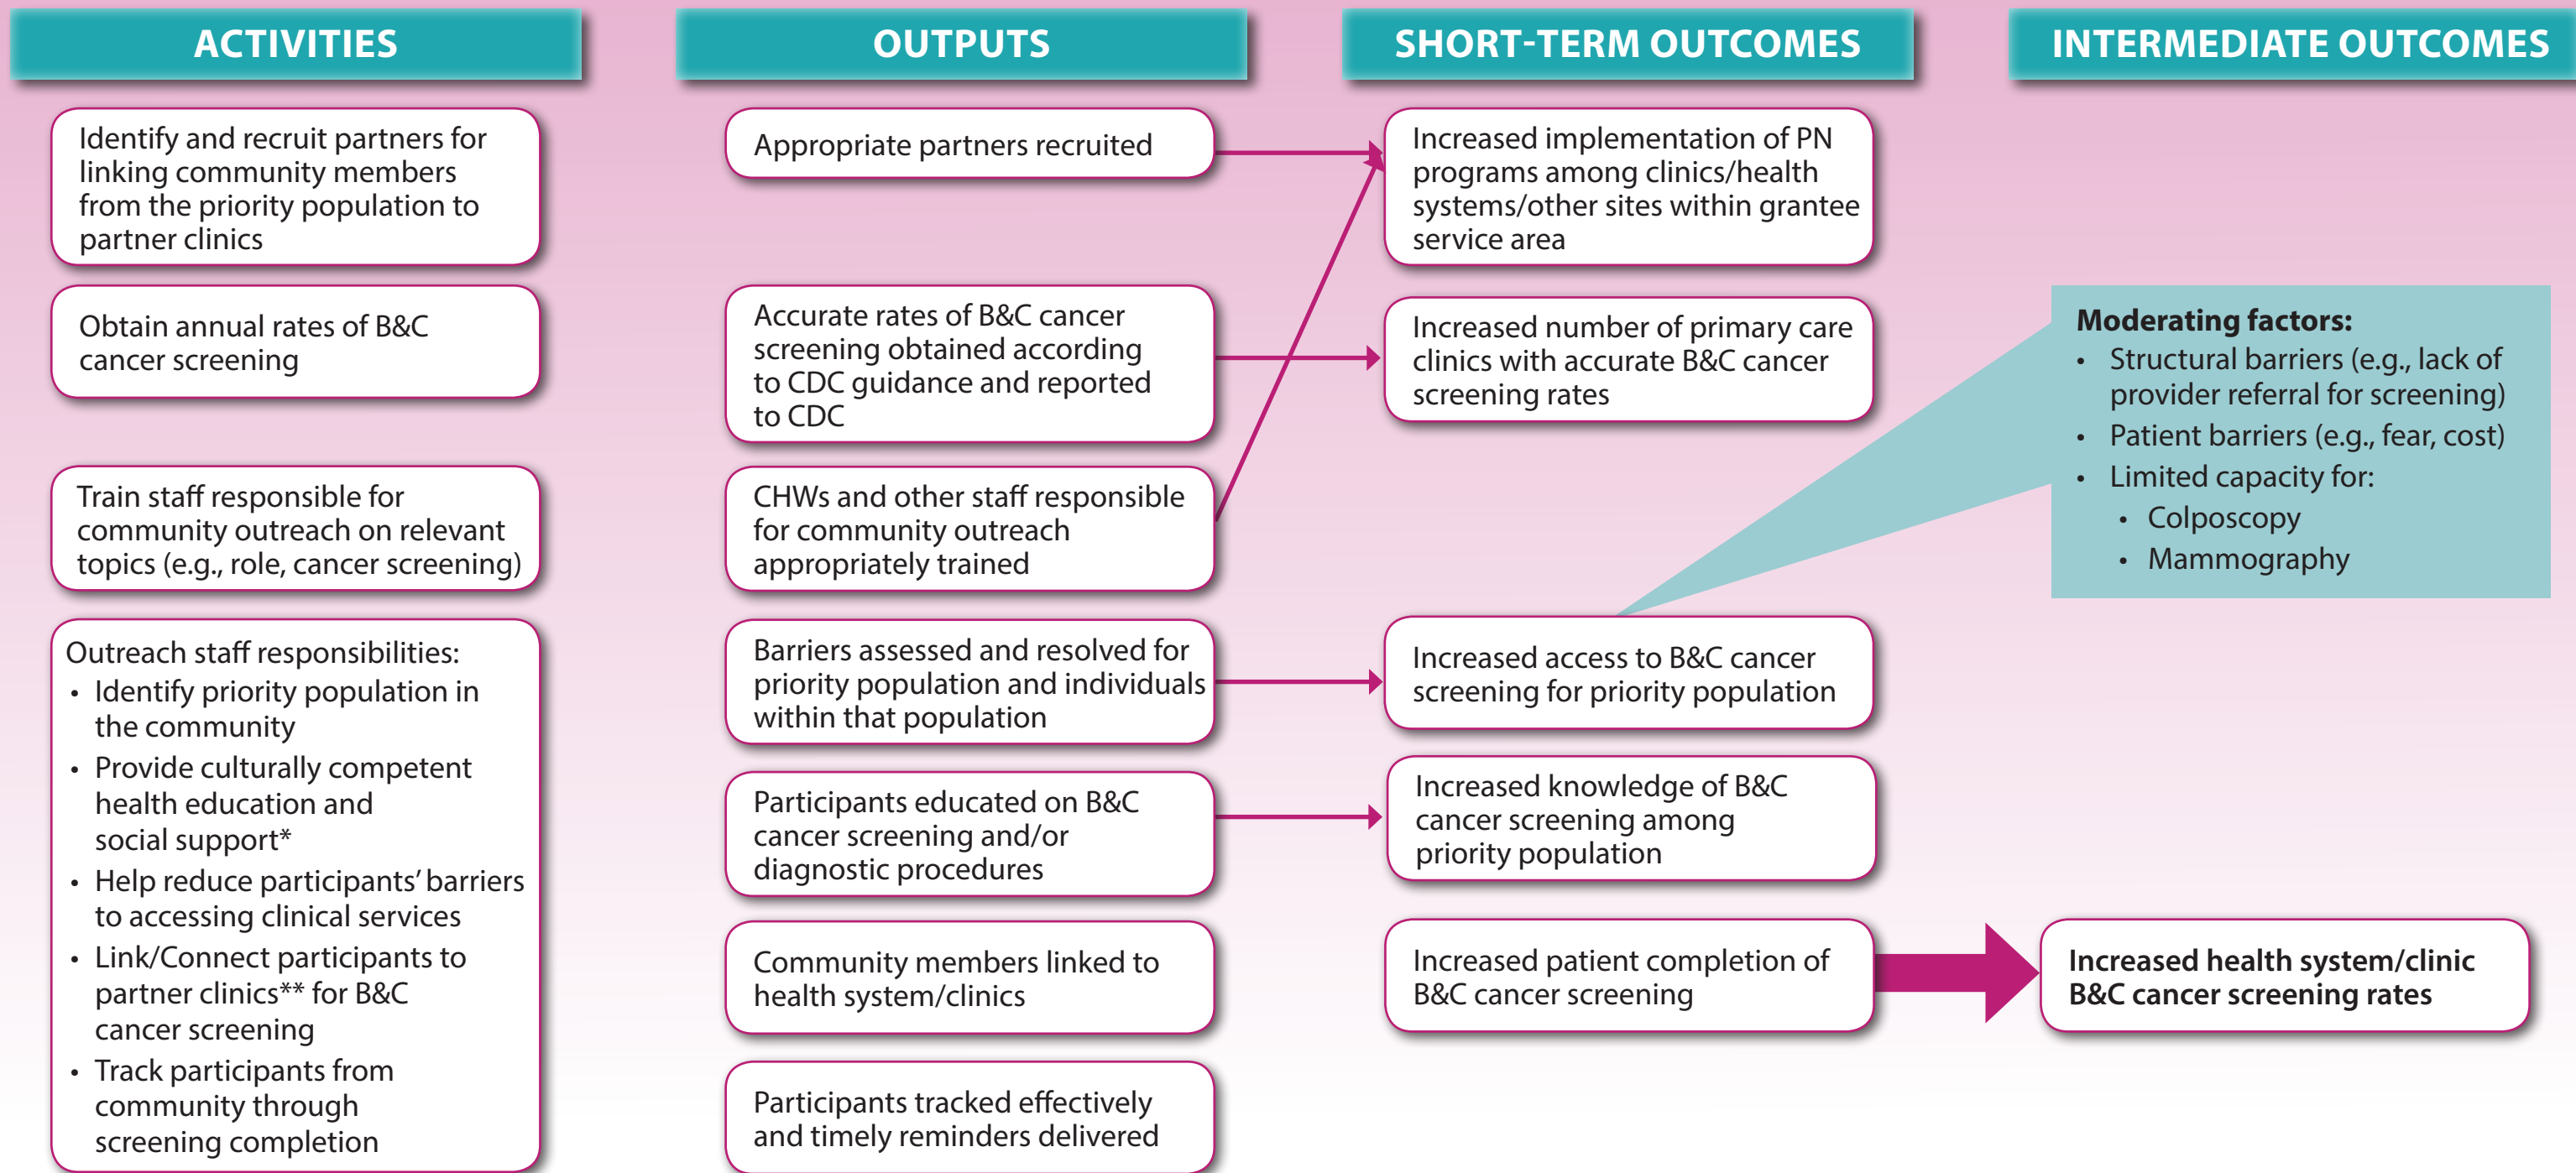 ACTIVITIES
Identify and recruit partners for
linking community members
from the priority population to
partner clinics
Obtain annual rates of B&C
cancer screening
Train staff responsible for
community outreach on relevant
topics (e.g., role, cancer screening)
Outreach staff responsibilities:
• Identify priority population in
the community
• Provide culturally competent
health education and
social support*
• Help reduce participants’ barriers
to accessing clinical services
• Link/Connect participants to
partner clinics** for B&C
cancer screening
• Track participants from
community through
screening completion
OUTPUTS
Appropriate partners recruited
Accurate rates of B&C cancer
screening obtained according
to CDC guidance and reported
to CDC
CHWs and other staff responsible
for community outreach
appropriately trained
Barriers assessed and resolved for
priority population and individuals
within that population
Participants educated on B&C
cancer screening and/or
diagnostic procedures
Community members linked to
health system/clinics
Participants tracked effectively
and timely reminders delivered
SHORT-TERM OUTCOMES
Increased implementation of PN
programs among clinics/health
systems/other sites within grantee
service area
Increased number of primary care
clinics with accurate B&C cancer
screening rates
Increased access to B&C cancer
screening for priority population
Increased knowledge of B&C
cancer screening among
priority population
Increased patient completion of
B&C cancer screening
INTERMEDIATE OUTCOMES
Moderating factors:
• Structural barriers (e.g., lack of
provider referral for screening)
• Patient barriers (e.g., fear, cost)
• Limited capacity for:
• Colposcopy
• Mammography
Increased health system/clinic
B&C cancer screening rates